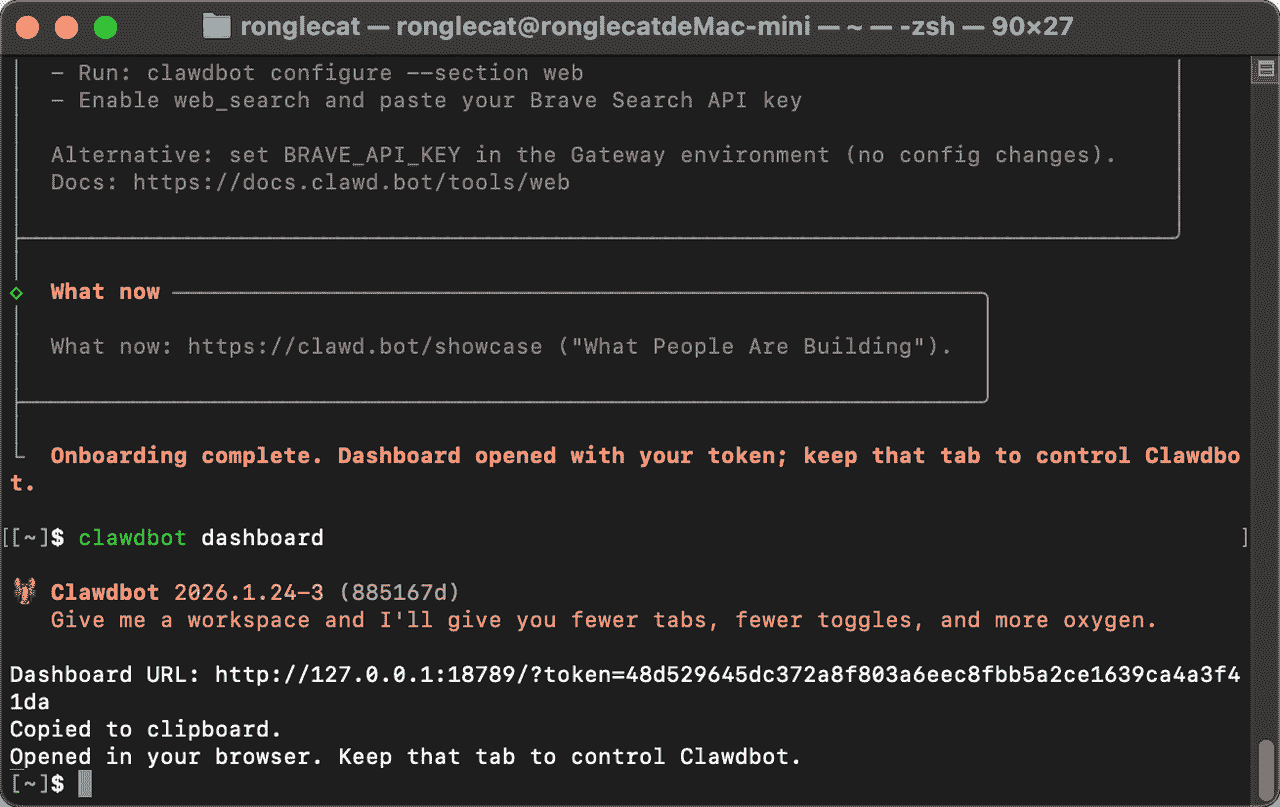 ronglecat — ronglecat@ronglecatdeMac-mini — ~ — -zsh — 90×27
- Run: clawdbot configure --section web
- Enable web_search and paste your Brave Search API key
Alternative: set BRAVE_API_KEY in the Gateway environment (no config changes).
Docs: https://docs.clawd.bot/tools/web
What now
What now: https://clawd.bot/showcase ("What People Are Building").
Onboarding complete. Dashboard opened with your token; keep that tab to control Clawdbo
t.
[[~]$ clawdbot dashboard ]
Clawdbot 2026.1.24-3 (885167d)
Give me a workspace and I'll give you fewer tabs, fewer toggles, and more oxygen.
Dashboard URL: http://127.0.0.1:18789/?token=48d529645dc372a8f803a6eec8fbb5a2ce1639ca4a3f4
1da
Copied to clipboard.
Opened in your browser. Keep that tab to control Clawdbot.
[~]$